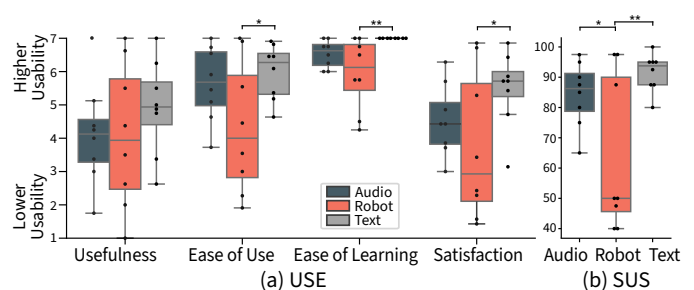 Higher
Usability
Lower
Usability
7
6
5
4
3
2
1
*
**
*
Audio
Robot
Text
Usefulness Ease of Use Ease of Learning Satisfaction
(a) USE
100
90
80
70
60
50
40
*
**
Audio Robot Text
(b) SUS